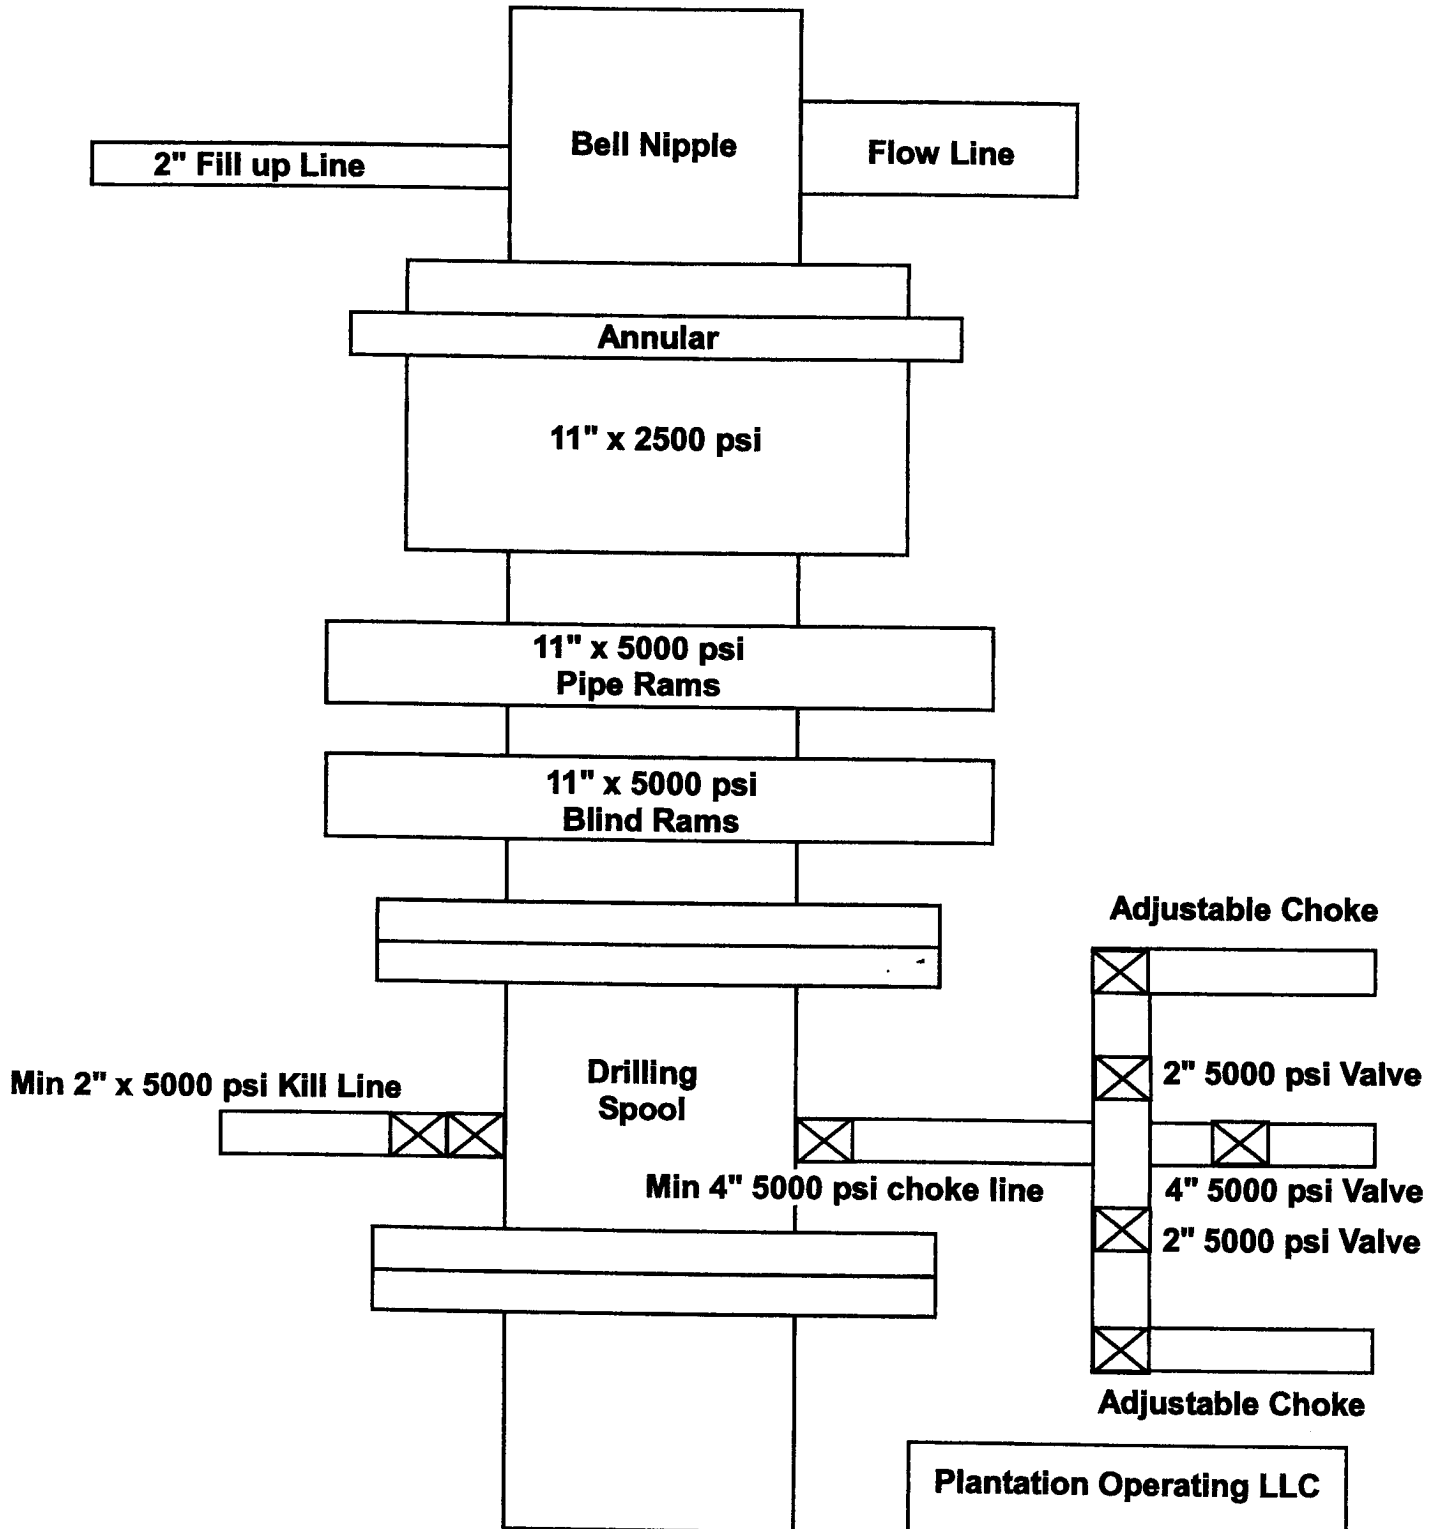 Bell Nipple
Flow Line
2" Fill up Line
Annular
11" x 2500 psi
11" x 5000 psi
Pipe Rams
11" x 5000 psi
Blind Rams
Adjustable Choke
Drilling
Spool
2" 5000 psi Valve
Min 2" x 5000 psi Kill Line
Min 4" 5000 psi choke line
4" 5000 psi Valve
2" 5000 psi Valve
Adjustable Choke
Plantation Operating LLC